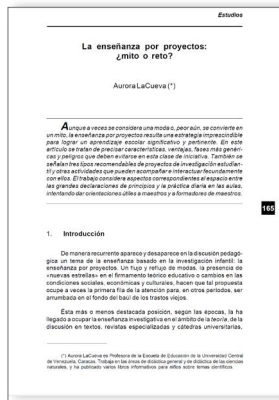 Estudios
La enseñanza por proyectos:
¿mito o reto?
Aurora LaCueva (*)
Aunque a veces se considera una moda o, peor aún, se convierte en
un mito, la enseñanza por proyectos resulta una estrategia imprescindible
para lograr un aprendizaje escolar significativo y pertinente. En este
artículo se tratan de precisar características, ventajas, fases más genéri-
cas y peligros que deben evitarse en esta clase de iniciativa. También se
señalan tres tipos recomendables de proyectos de investigación estudian-
til y otras actividades que pueden acompañar e interactuar fecundamente
con ellos. El trabajo considera aspectos correspondientes al espacio entre
las grandes declaraciones de principios y la práctica diaria en las aulas,
intentando dar orientaciones útiles a maestros y a formadores de maestros.
165
1. Introducción
De manera recurrente aparece y desaparece en la discusión pedagó-
gica un tema de la enseñanza basado en la investigación infantil: la
enseñanza por proyectos. Un flujo y reflujo de modas, la presencia de
«nuevas estrellas» en el firmamento teórico educativo o cambios en las
condiciones sociales, económicas y culturales, hacen que tal propuesta
ocupe a veces la primera fila de la atención para, en otros períodos, ser
arrumbada en el fondo del baúl de los trastos viejos.
Esta más o menos destacada posición, según las épocas, la ha
llegado a ocupar la enseñanza investigativa en el ámbito de la teoría, de la
discusión en textos, revistas especializadas y cátedras universitarias,
(*) Aurora LaCueva es Profesora de la Escuela de Educación de la Universidad Central
de Venezuela, Caracas. Trabaja en las áreas de didáctica general y de didáctica de las ciencias
naturales, y ha publicado varios libros informativos para niños sobre temas científicos.